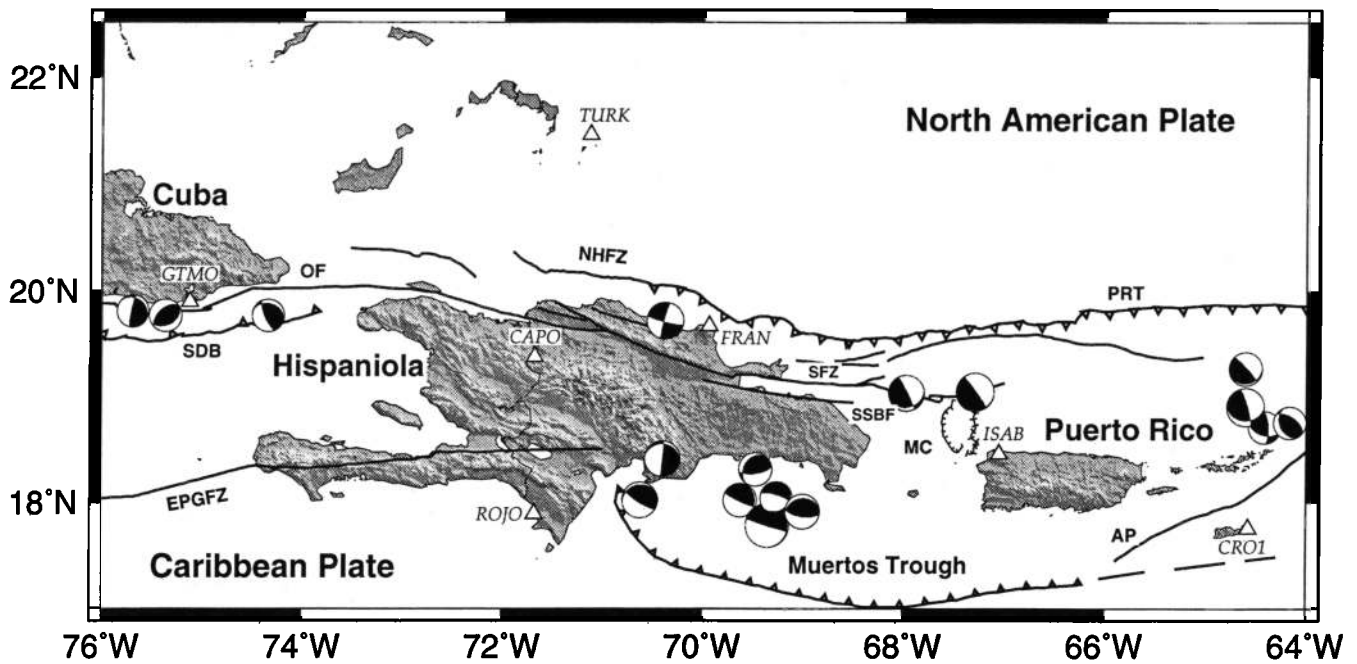 22°N
20°N
18°N
TURK
North American Plate
Cuba
GTMO
OF
NHFZ
PRT
SDB
CAPO
FRAN
Hispaniola
SFZ
SSBF
MC
ISAB
Puerto Rico
EPGFZ
ROJO
AP
CRO1
Caribbean Plate
Muertos Trough
76°W
74°W
72°W
70°W
68°W
66°W
64°W